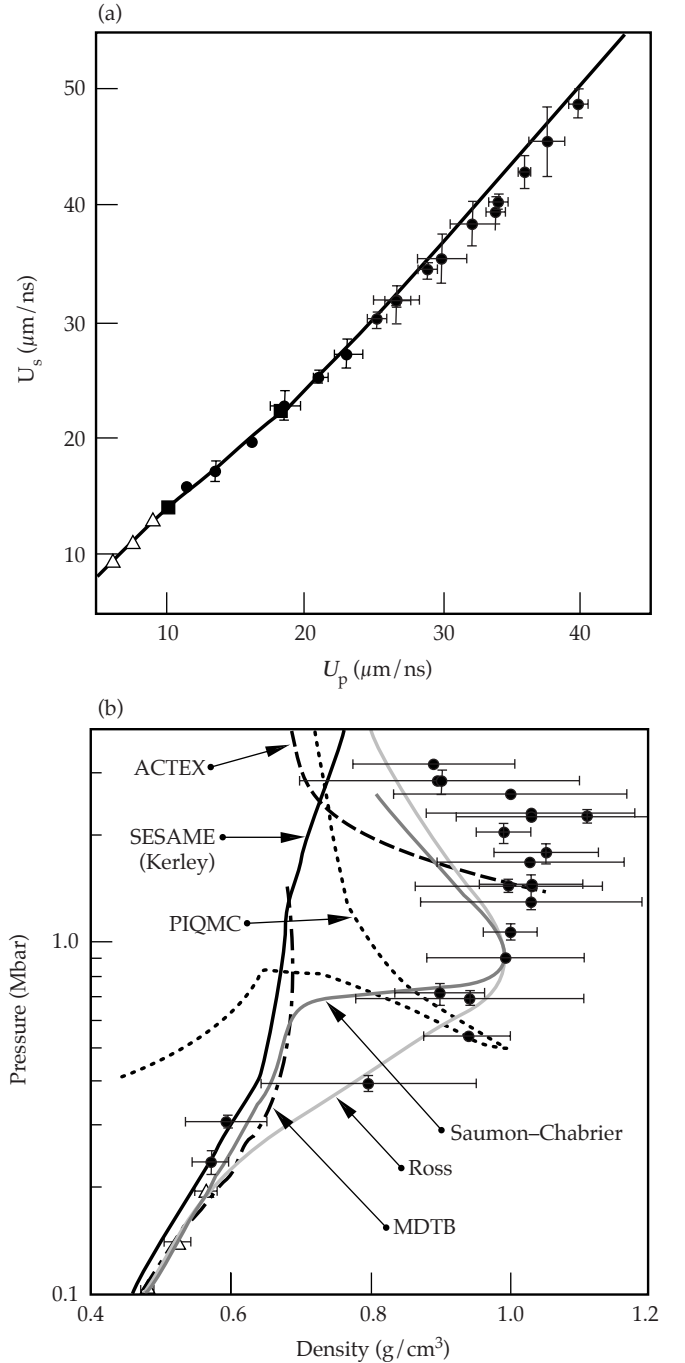 (a)
50
40
30
20
10
U_s (μm/ns)
10
20
30
40
U_p (μm/ns)
(b)
ACTEX
SESAME
(Kerley)
PIQMC
2.0
1.0
0.1
Pressure (Mbar)
Saumon–Chabrier
Ross
MDTB
0.4
0.6
0.8
1.0
1.2
Density (g/cm³)